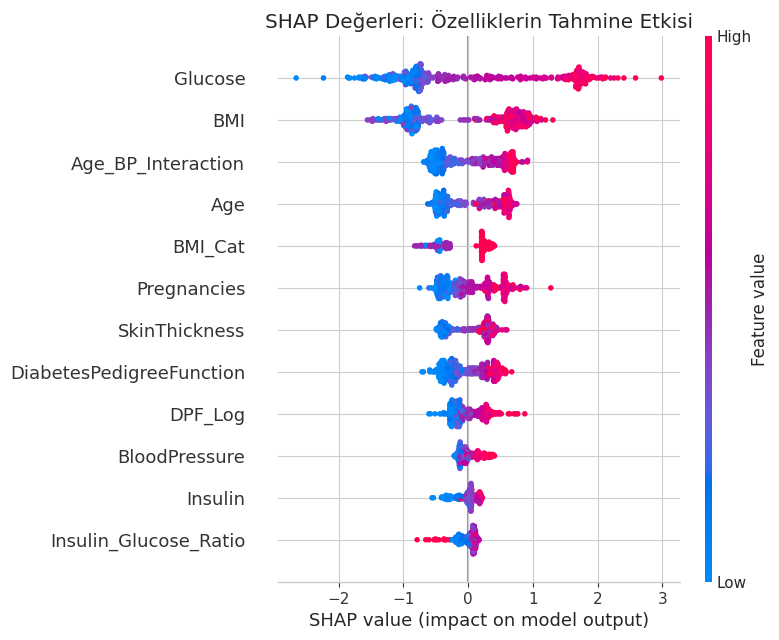 SHAP Değerleri: Özelliklerin Tahmine Etkisi
High
Glucose
BMI
Age_BP_Interaction
Age
BMI_Cat
Pregnancies
SkinThickness
DiabetesPedigreeFunction
DPF_Log
BloodPressure
Insulin
Insulin_Glucose_Ratio
Feature value
Low
−2 −1 0 1 2 3
SHAP value (impact on model output)